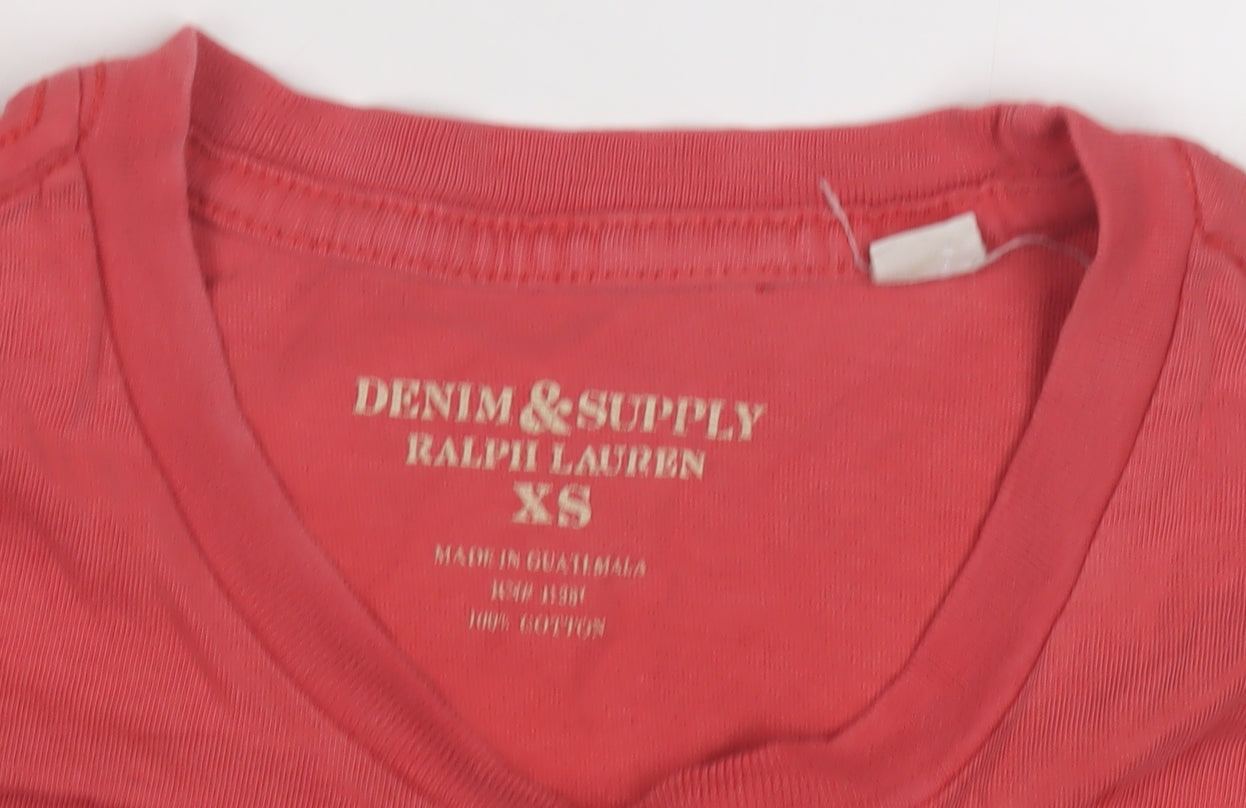 DENIM & SUPPLY
RALPH LAUREN
XS
MADE IN GUATEMALA
100% COTTON